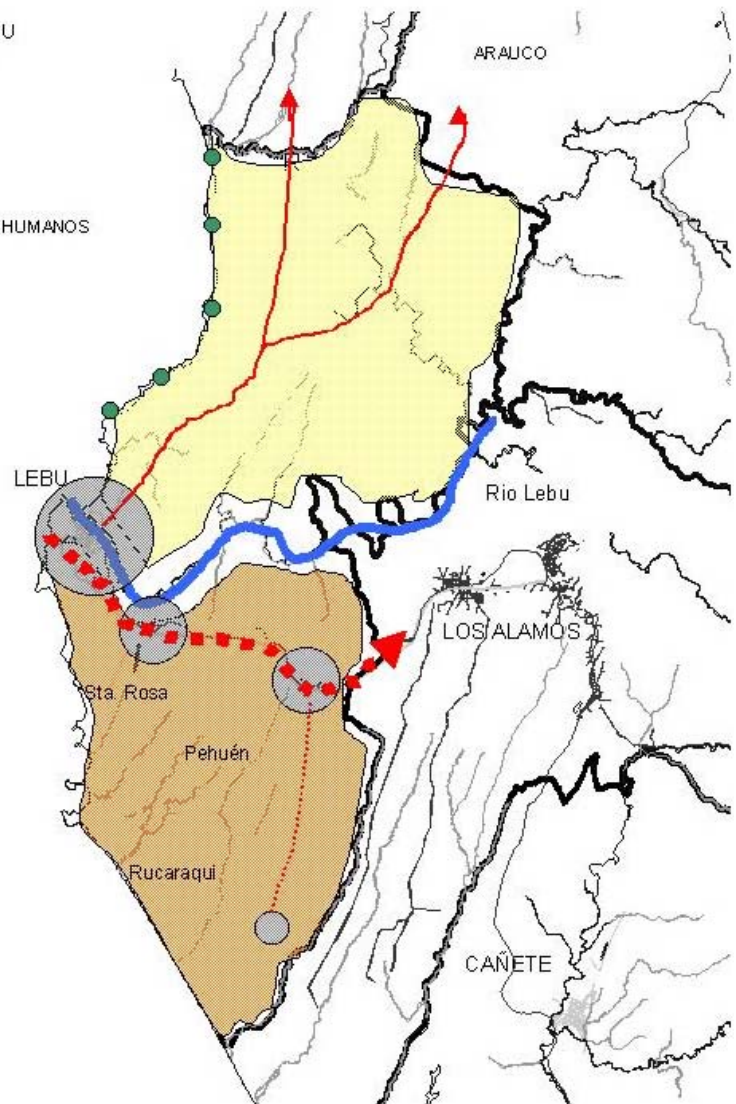 U
ARAUCO
HUMANOS
LEBU
Rio Lebu
LOS ALAMOS
Sta. Rosa
Pehuén
Rucaraqui
CAÑETE